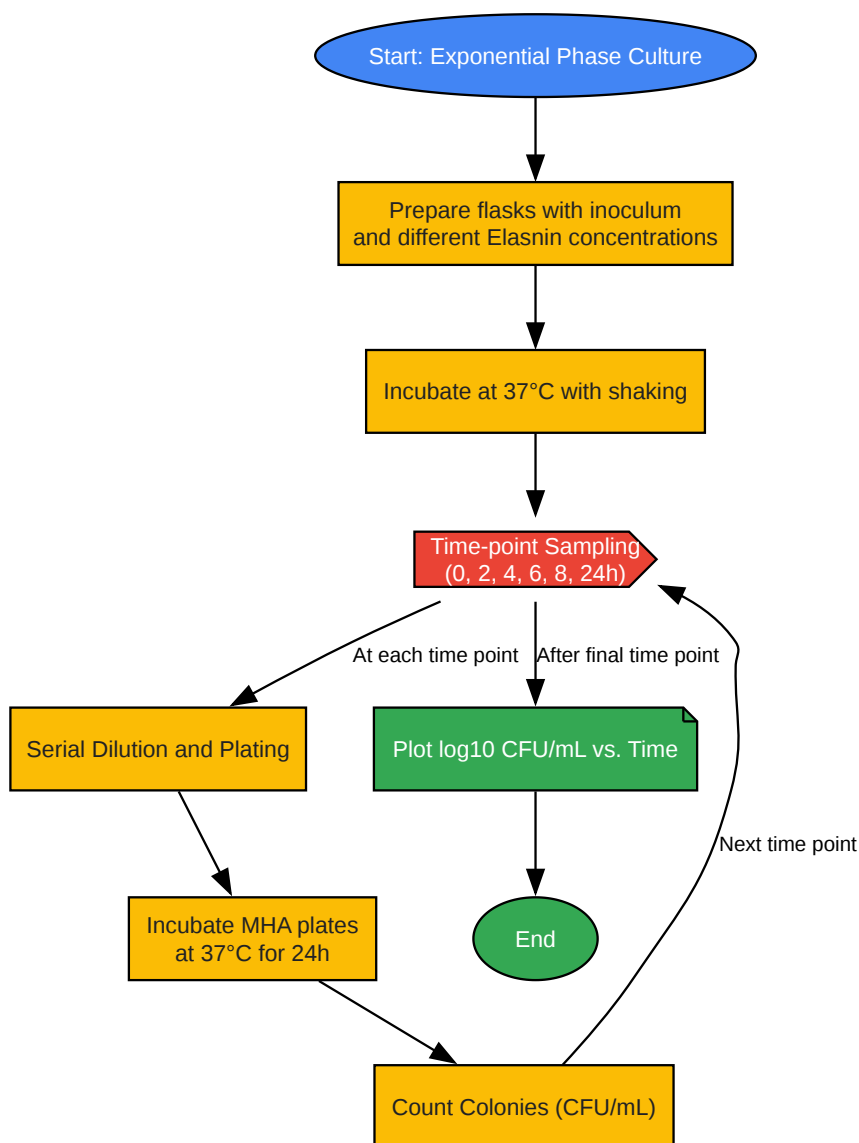 Start: Exponential Phase Culture
Prepare flasks with inoculum
and different Elasnin concentrations
Incubate at 37°C with shaking
Time-point Sampling
(0, 2, 4, 6, 8, 24h)
At each time point
After final time point
Serial Dilution and Plating
Plot log10 CFU/mL vs. Time
Next time point
Incubate MHA plates
at 37°C for 24h
End
Count Colonies (CFU/mL)